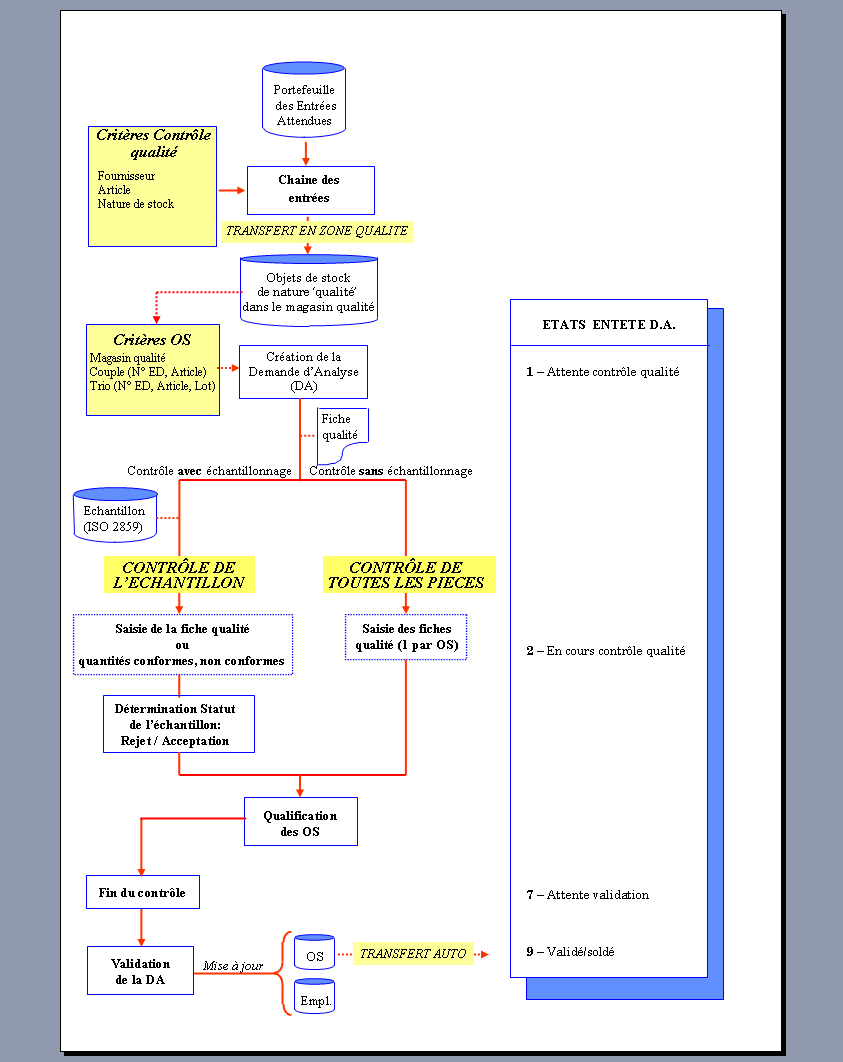 Portefeuille
des Entrées
Attendues
Critères Contrôle
qualité
Fournisseur
Article
Nature de stock
Chaine des
entrées
TRANSFERT EN ZONE QUALITE
Objets de stock
de nature ‘qualité’
dans le magasin qualité
Critères OS
Magasin qualité
Couple (N° ED, Article)
Trio (N° ED, Article, Lot)
Création de la
Demande d’Analyse
(DA)
Fiche
qualité
Contrôle avec échantillonnage
Contrôle sans échantillonnage
Echantillon
(ISO 2859)
CONTRÔLE DE
L’ECHANTILLON
CONTRÔLE DE
TOUTES LES PIECES
Saisie de la fiche qualité
ou
quantités conformes, non conformes
Saisie des fiches
qualité (1 par OS)
Détermination Statut
de l’échantillon:
Rejet / Acceptation
Qualification
des OS
Fin du contrôle
Validation
de la DA
Mise à jour
OS
Empl.
TRANSFERT AUTO
ETATS ENTETE D.A.
1 – Attente contrôle qualité
2 – En cours contrôle qualité
7 – Attente validation
9 – Validé/soldé